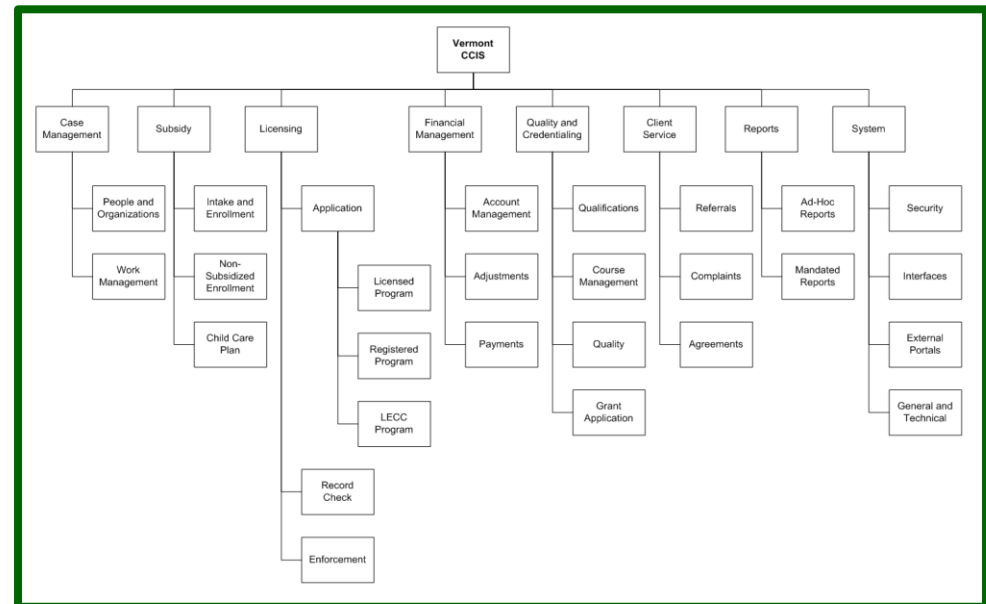 Vermont
CCIS
Case
Management
Subsidy
Licensing
Financial
Management
Quality and
Credentialing
Client
Service
Reports
System
People and
Organizations
Work
Management
Intake and
Enrollment
Non-
Subsidized
Enrollment
Child Care
Plan
Application
Licensed
Program
Registered
Program
LECC
Program
Record
Check
Enforcement
Account
Management
Adjustments
Payments
Qualifications
Course
Management
Quality
Grant
Application
Referrals
Complaints
Agreements
Ad-Hoc
Reports
Mandated
Reports
Security
Interfaces
External
Portals
General and
Technical